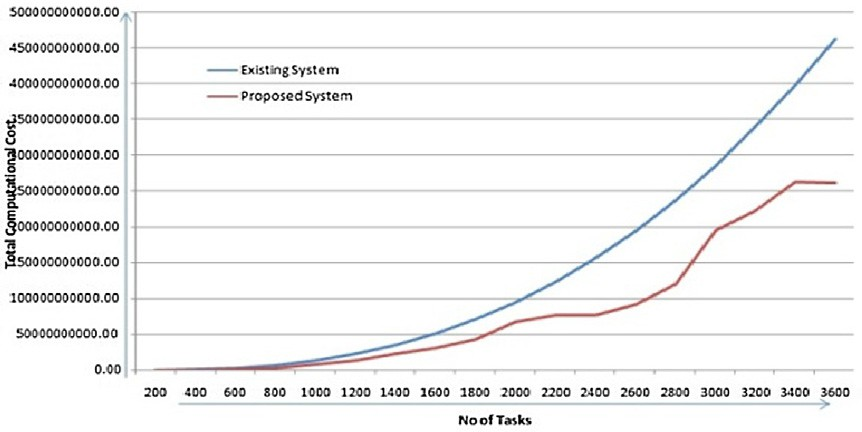 500000000000.00
450000000000.00
400000000000.00
350000000000.00
300000000000.00
250000000000.00
200000000000.00
150000000000.00
100000000000.00
50000000000.00
0.00
Total Computational Cost
Existing System
Proposed System
200 400 600 800 1000 1200 1400 1600 1800 2000 2200 2400 2600 2800 3000 3200 3400 3600
No of Tasks